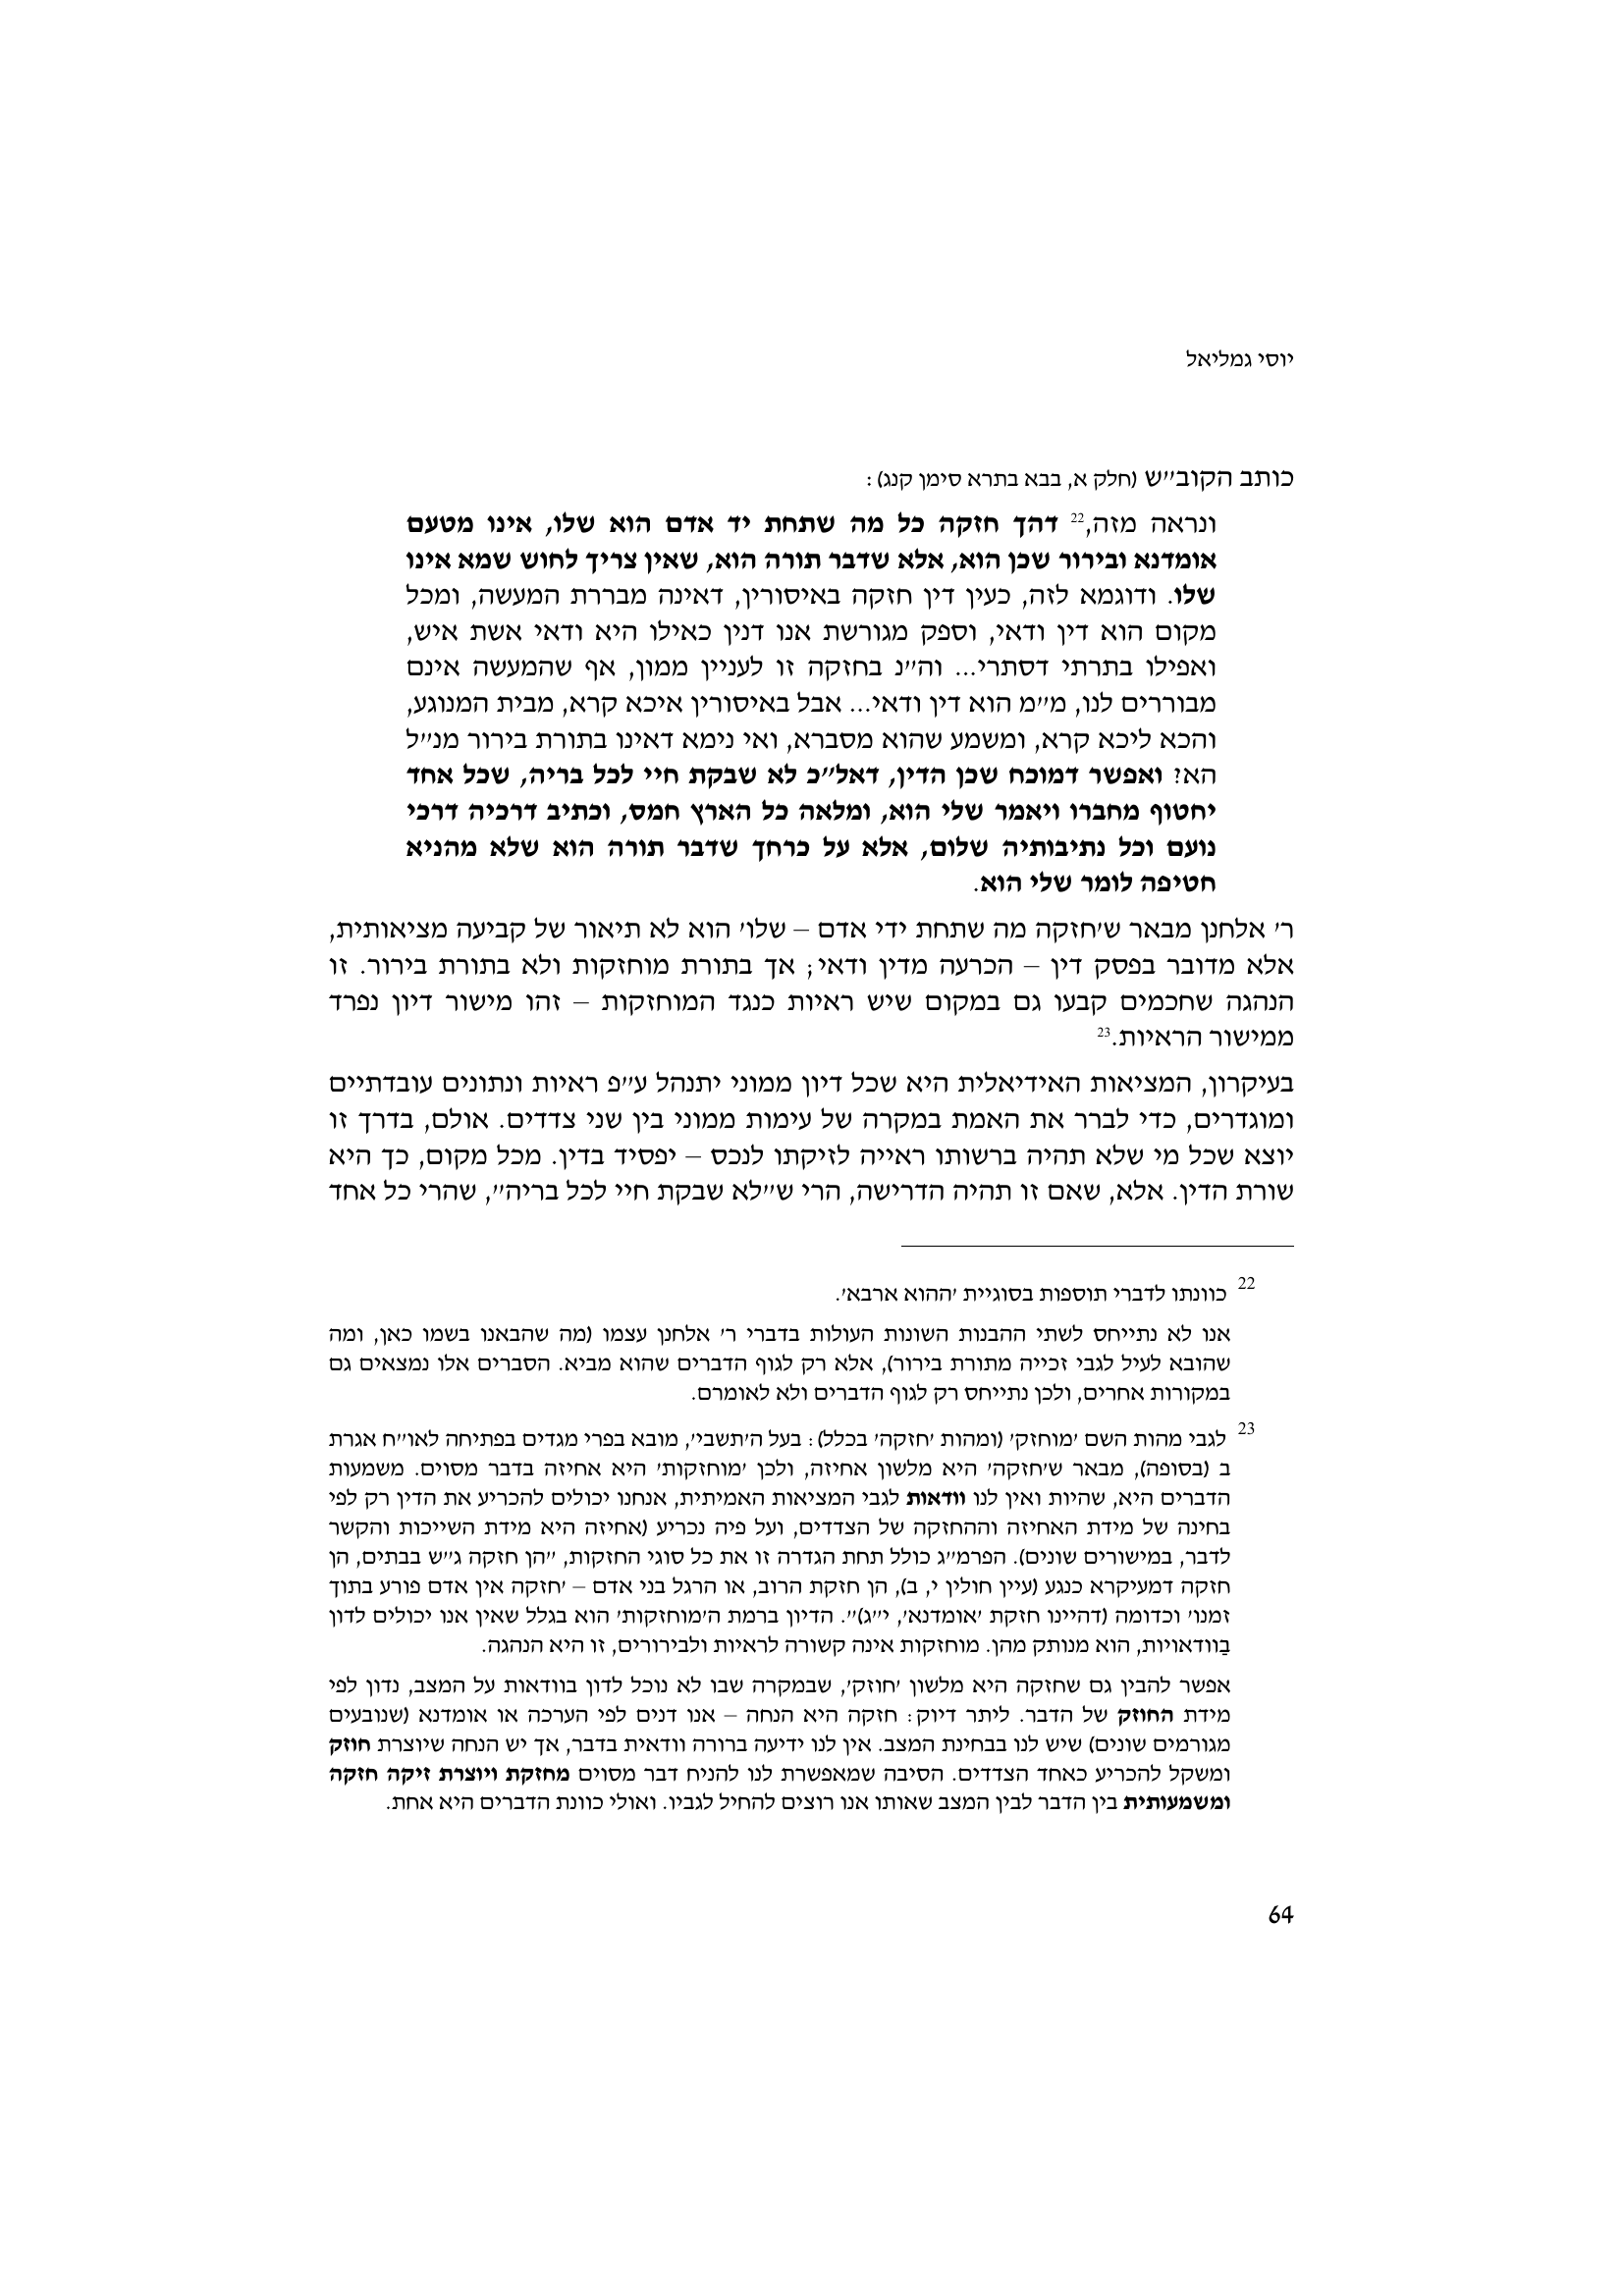 יוסי גמליאל
כותב הקוב״ש (חלק א, בבא בתרא סימן קנג):
ונראה מזה,22 דהך חזקה כל מה שתחת יד אדם הוא שלו, אינו מטעם
אומדנא ובירור שכן הוא, אלא שדבר תורה הוא, שאין צריך לחוש שמא אינו
שלו. ודוגמא לזה, כעין דין חזקה באיסורין, דאינה מבררת המעשה, ומכל
מקום הוא דין ודאי, וספק מגורשת אנו דנין כאילו היא ודאי אשת איש,
ואפילו בתרתי דסתרי... וה״נ בחזקה זו לעניין ממון, אף שהמעשה אינם
מבוררים לנו, מ״מ הוא דין ודאי... אבל באיסורין איכא קרא, מבית המנוגע,
והכא ליכא קרא, ומשמע שהוא מסברא, ואי נימא דאינו בתורת בירור מנ״ל
הא? ואפשר דמוכח שכן הדין, דאל״כ לא שבקת חיי לכל בריה, שכל אחד
יחטוף מחברו ויאמר שלי הוא, ומלאה כל הארץ חמס, וכתיב דרכיה דרכי
נועם וכל נתיבותיה שלום, אלא על כרחך שדבר תורה הוא שלא מהניא
חטיפה לומר שלי הוא.
ר׳ אלחנן מבאר ש׳חזקה מה שתחת ידי אדם – שלו׳ הוא לא תיאור של קביעה מציאותית,
אלא מדובר בפסק דין – הכרעה מדין ודאי; אך בתורת מוחזקות ולא בתורת בירור. זו
הנהגה שחכמים קבעו גם במקום שיש ראיות כנגד המוחזקות – זהו מישור דיון נפרד
ממישור הראיות.23
בעיקרון, המציאות האידיאלית היא שכל דיון ממוני יתנהל ע״פ ראיות ונתונים עובדתיים
ומוגדרים, כדי לברר את האמת במקרה של עימות ממוני בין שני צדדים. אולם, בדרך זו
יוצא שכל מי שלא תהיה ברשותו ראייה לזיקתו לנכס – יפסיד בדין. מכל מקום, כך היא
שורת הדין. אלא, שאם זו תהיה הדרישה, הרי ש״לא שבקת חיי לכל בריה״, שהרי כל אחד
22 כוונתו לדברי תוספות בסוגיית ׳ההוא ארבא׳.
אנו לא נתייחס לשתי ההבנות השונות העולות בדברי ר׳ אלחנן עצמו (מה שהבאנו בשמו כאן, ומה
שהובא לעיל לגבי זכייה מתורת בירור), אלא רק לגוף הדברים שהוא מביא. הסברים אלו נמצאים גם
במקורות אחרים, ולכן נתייחס רק לגוף הדברים ולא לאומרם.
23 לגבי מהות השם ׳מוחזק׳ (ומהות ׳חזקה׳ בכלל): בעל ה׳תשבי׳, מובא בפרי מגדים בפתיחה לאו״ח אגרת
ב (בסופה), מבאר ש׳חזקה׳ היא מלשון אחיזה, ולכן ׳מוחזקות׳ היא אחיזה בדבר מסוים. משמעות
הדברים היא, שהיות ואין לנו וודאות לגבי המציאות האמיתית, אנחנו יכולים להכריע את הדין רק לפי
בחינה של מידת האחיזה וההחזקה של הצדדים, ועל פיה נכריע (אחיזה היא מידת השייכות והקשר
לדבר, במישורים שונים). הפרמ״ג כולל תחת הגדרה זו את כל סוגי החזקות, ״הן חזקה ג״ש בבתים, הן
חזקה דמעיקרא כנגע (עיין חולין י, ב), הן חזקת הרוב, או הרגל בני אדם – ׳חזקה אין אדם פורע בתוך
זמנו׳ וכדומה (דהיינו חזקת ׳אומדנא׳, י״ג)״. הדיון ברמת ה׳מוחזקות׳ הוא בגלל שאין אנו יכולים לדון
בַוודאויות, הוא מנותק מהן. מוחזקות אינה קשורה לראיות ולבירורים, זו היא הנהגה.
אפשר להבין גם שחזקה היא מלשון ׳חוזק׳, שבמקרה שבו לא נוכל לדון בוודאות על המצב, נדון לפי
מידת החוזק של הדבר. ליתר דיוק: חזקה היא הנחה – אנו דנים לפי הערכה או אומדנא (שנובעים
מגורמים שונים) שיש לנו בבחינת המצב. אין לנו ידיעה ברורה וודאית בדבר, אך יש הנחה שיוצרת חוזק
ומשקל להכריע כאחד הצדדים. הסיבה שמאפשרת לנו להניח דבר מסוים מחזקת ויוצרת זיקה חזקה
ומשמעותית בין הדבר לבין המצב שאותו אנו רוצים להחיל לגביו. ואולי כוונת הדברים היא אחת.
64